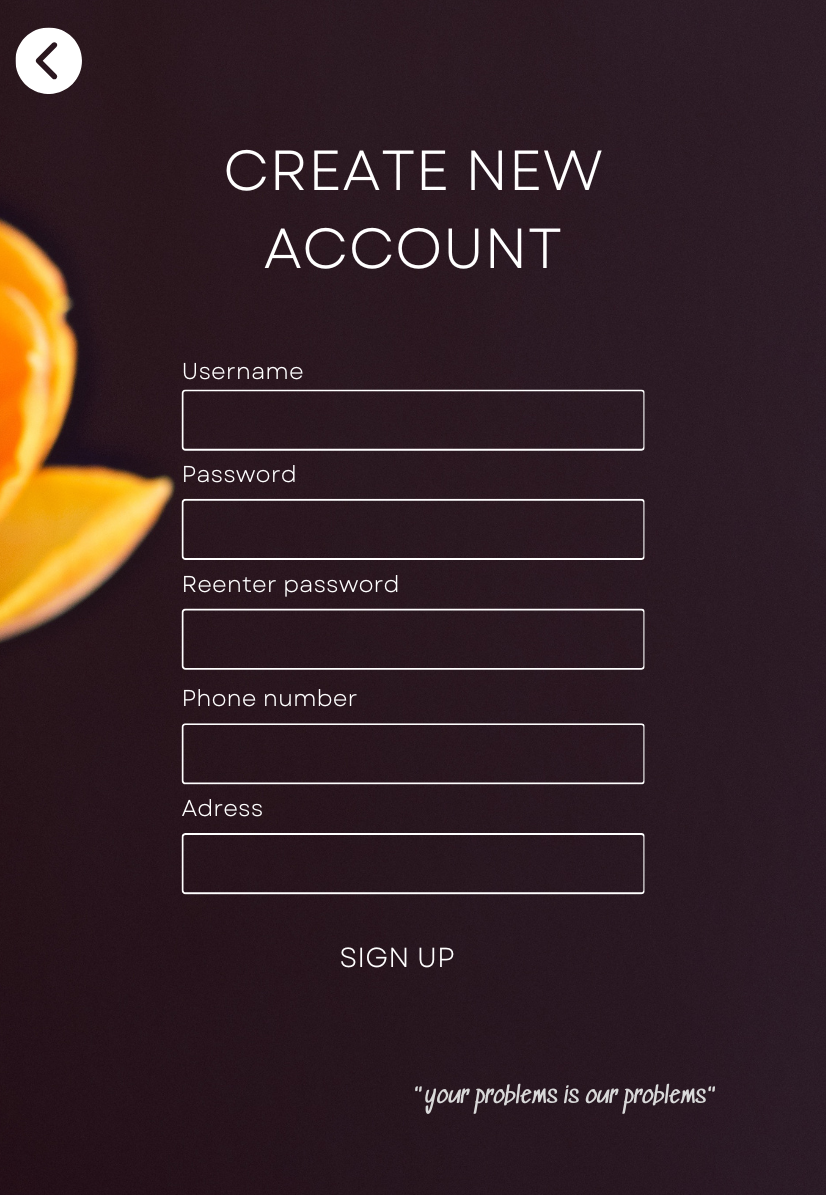 CREATE NEW
ACCOUNT
Username
Password
Reenter password
Phone number
Adress
SIGN UP
"your problems is our problems"